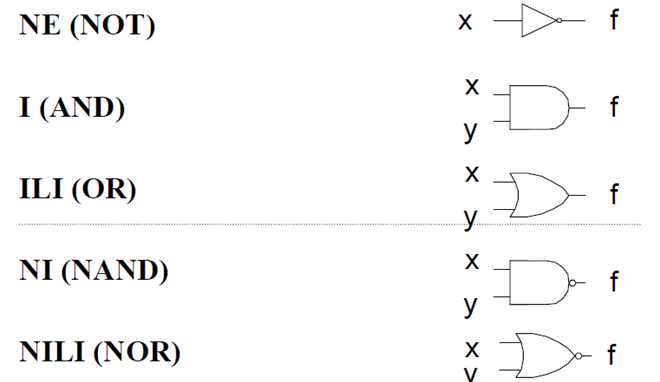 NE (NOT) x f
I (AND) x f
y
ILI (OR) x f
y
NI (NAND) x f
y
NILI (NOR) x f
y